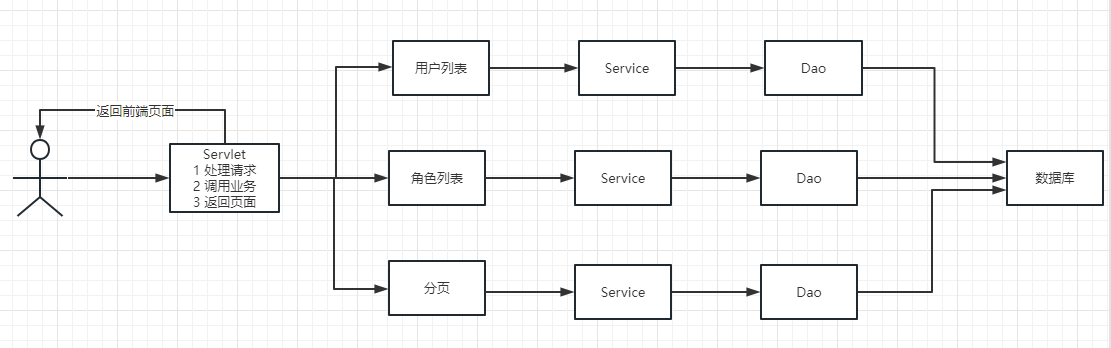 用户列表
Service
Dao
返回前端页面
Servlet
1 处理请求
2 调用业务
3 返回页面
角色列表
Service
Dao
数据库
分页
Service
Dao